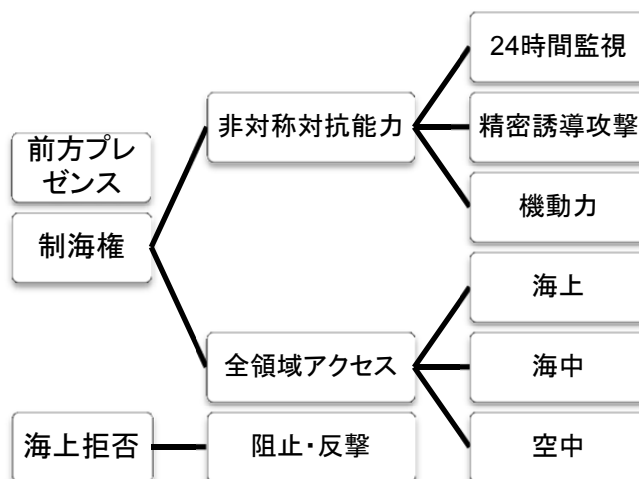 前方プレ
ゼンス
制海権
非対称対抗能力
24時間監視
精密誘導攻撃
機動力
全領域アクセス
海上
海中
空中
海上拒否
阻止・反撃